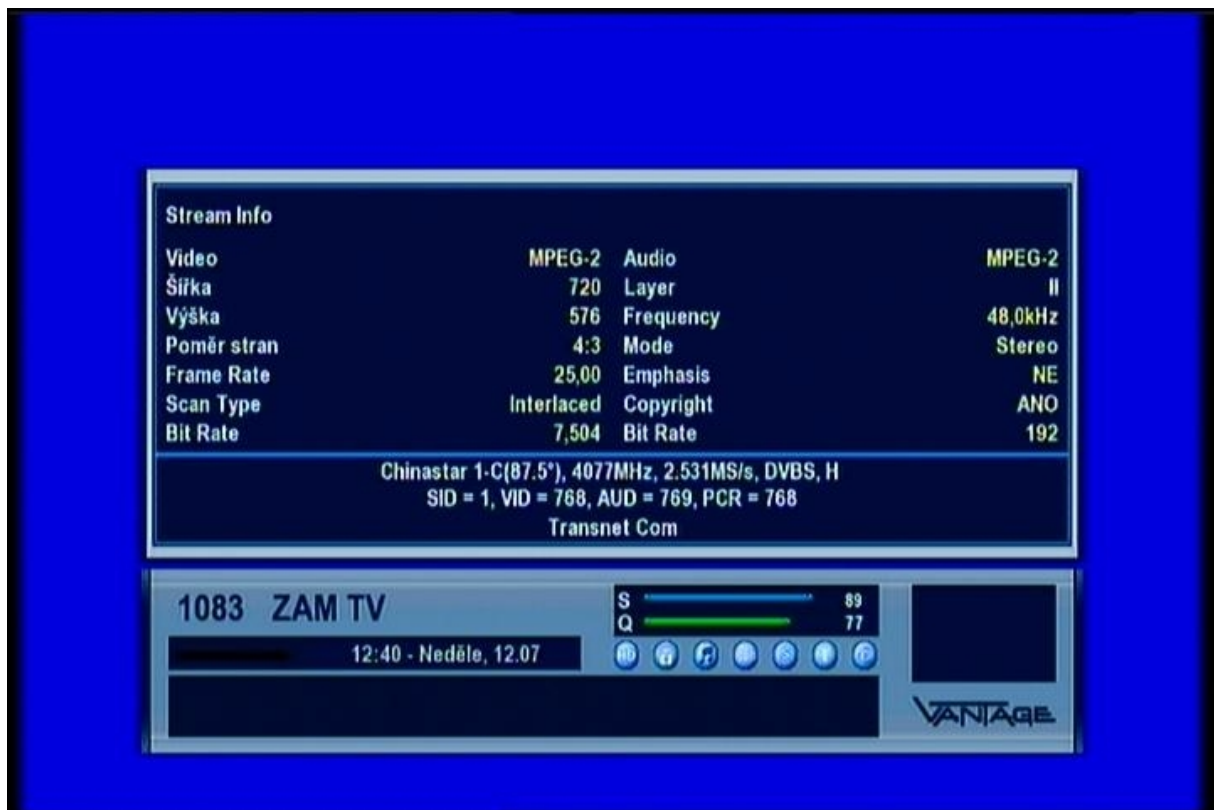 Stream Info
Video MPEG-2 Audio MPEG-2
Šířka 720 Layer II
Výška 576 Frequency 48,0kHz
Poměr stran 4:3 Mode Stereo
Frame Rate 25,00 Emphasis NE
Scan Type Interlaced Copyright ANO
Bit Rate 7,504 Bit Rate 192
Chinastar 1-C(87.5°), 4077MHz, 2.531MS/s, DVBS, H
SID = 1, VID = 768, AUD = 769, PCR = 768
Transnet Com
1083 ZAM TV
S 89
Q 77
12:40 - Neděle, 12.07
VANTAGE